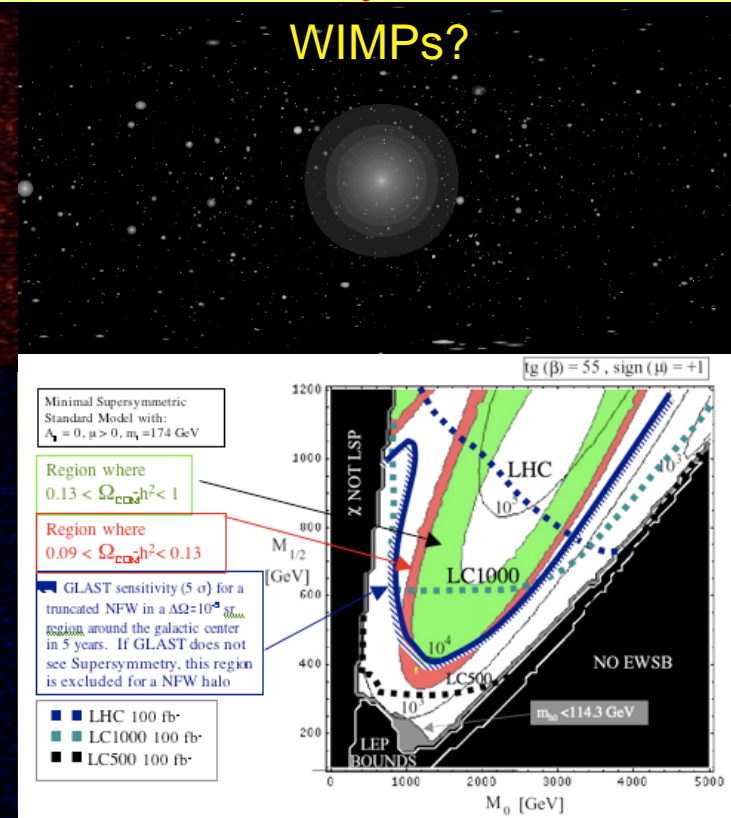 WIMPs?
tg (β) = 55 , sign (μ) = +1
Minimal Supersymmetric
Standard Model with:
= 0, μ > 0, =174 GeV
Region where
0.13 < h²< 1
Region where
0.09 < h²< 0.13
GLAST sensitivity (5 σ) for a
truncated NFW in a ΔΩ=10 sr
region around the galactic center
in 5 years. If GLAST does not
see Supersymmetry, this region
is excluded for a NFW halo
LHC 100 fb-
LC1000 100 fb-
LC500 100 fb-
M1/2
[GeV]
1200
1000
800
600
400
200
χ NOT LSP
LHC
10³
LC1000
10⁴
LC500
10³
NO EWSB
<114.3 GeV
LEP
BOUNDS
0 1000 2000 3000 4000 5000
M0 [GeV]